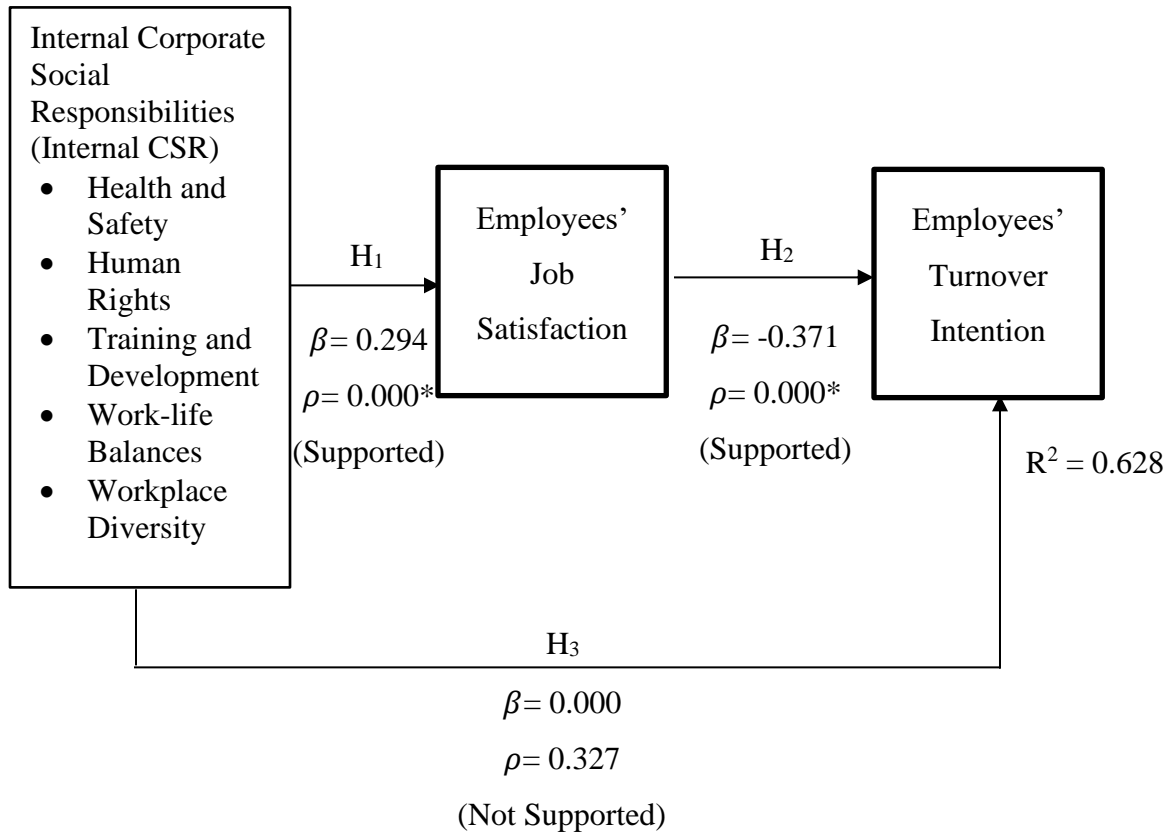 Internal Corporate
Social
Responsibilities
(Internal CSR)
• Health and
Safety
• Human
Rights
• Training and
Development
• Work-life
Balances
• Workplace
Diversity
H₁
β= 0.294
ρ= 0.000*
(Supported)
Employees’
Job
Satisfaction
H₂
β= -0.371
ρ= 0.000*
(Supported)
Employees’
Turnover
Intention
R² = 0.628
H₃
β= 0.000
ρ= 0.327
(Not Supported)